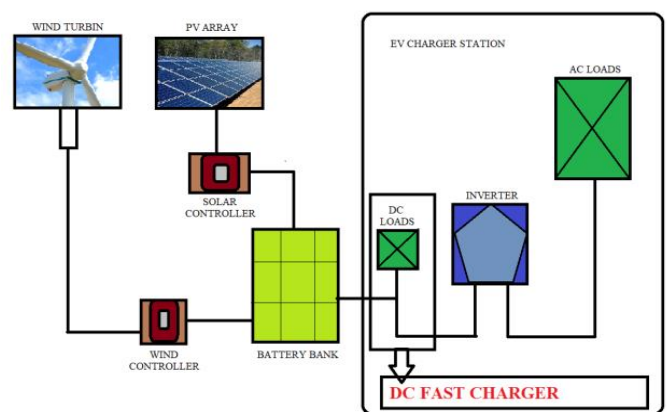 WIND TURBIN
PV ARRAY
EV CHARGER STATION
AC LOADS
SOLAR
CONTROLLER
DC
LOADS
INVERTER
WIND
CONTROLLER
BATTERY BANK
DC FAST CHARGER